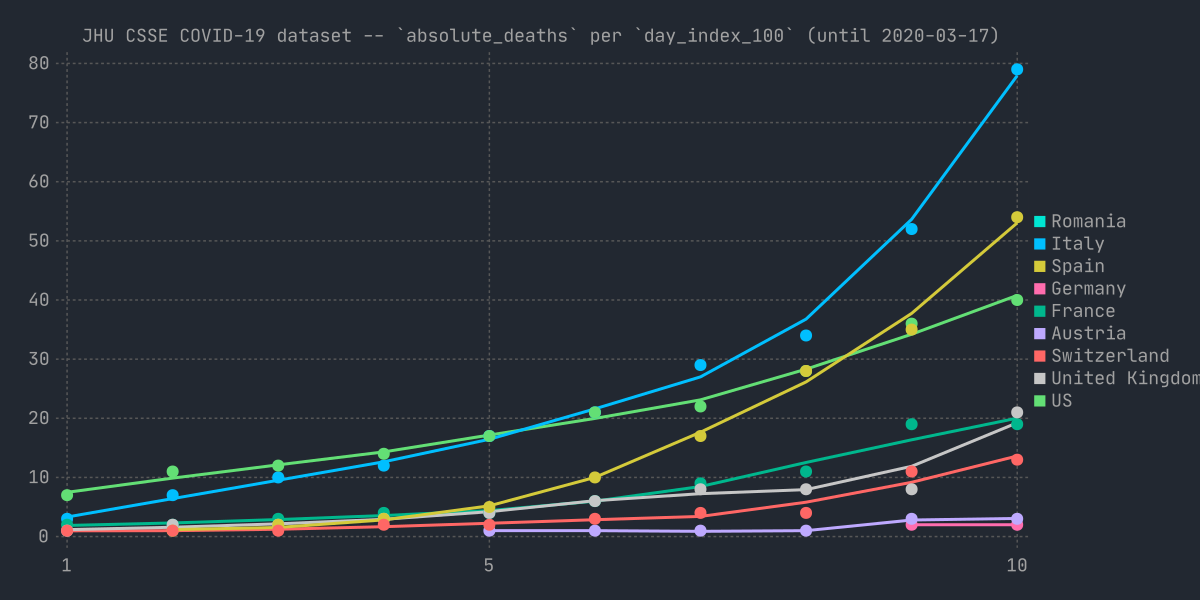 JHU CSSE COVID-19 dataset -- `absolute_deaths` per `day_index_100` (until 2020-03-17)
80
70
60
50
40
30
20
10
0
1
5
10
Romania
Italy
Spain
Germany
France
Austria
Switzerland
United Kingdom
US